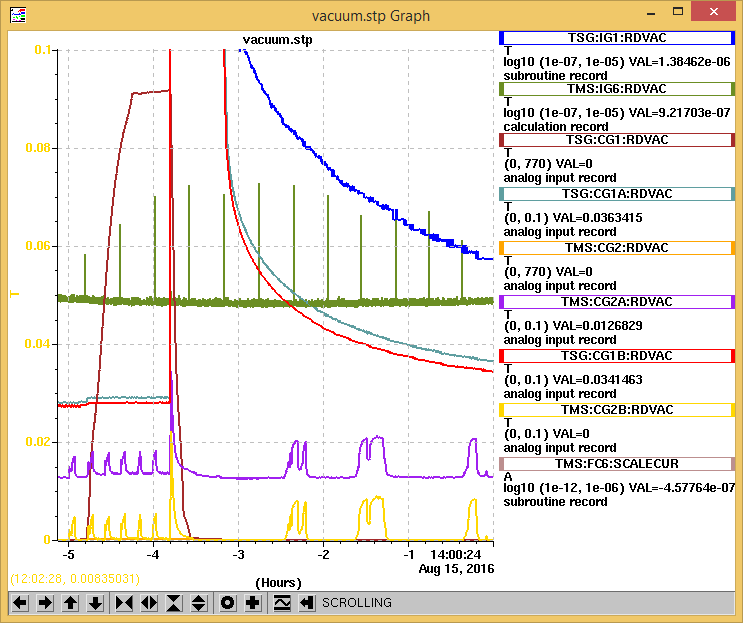 vacuum.stp Graph
vacuum.stp
0.1
0.08
0.06
T
0.04
0.02
0
-5
-4
-3
-2
-1
14:00:24
Aug 15, 2016
(12:02:28, 0.00835031)
(Hours)
TSG:IG1:RDVAC
T
log10 (1e-07, 1e-05) VAL=1.38462e-06
subroutine record
TMS:IG6:RDVAC
T
log10 (1e-07, 1e-05) VAL=9.21703e-07
calculation record
TSG:CG1:RDVAC
T
(0, 770) VAL=0
analog input record
TSG:CG1A:RDVAC
T
(0, 0.1) VAL=0.0363415
analog input record
TMS:CG2:RDVAC
T
(0, 770) VAL=0
analog input record
TMS:CG2A:RDVAC
T
(0, 0.1) VAL=0.0126829
analog input record
TSG:CG1B:RDVAC
T
(0, 0.1) VAL=0.0341463
analog input record
TMS:CG2B:RDVAC
T
(0, 0.1) VAL=0
analog input record
TMS:FC6:SCALECUR
A
log10 (1e-12, 1e-06) VAL=-4.57764e-07
subroutine record
SCROLLING